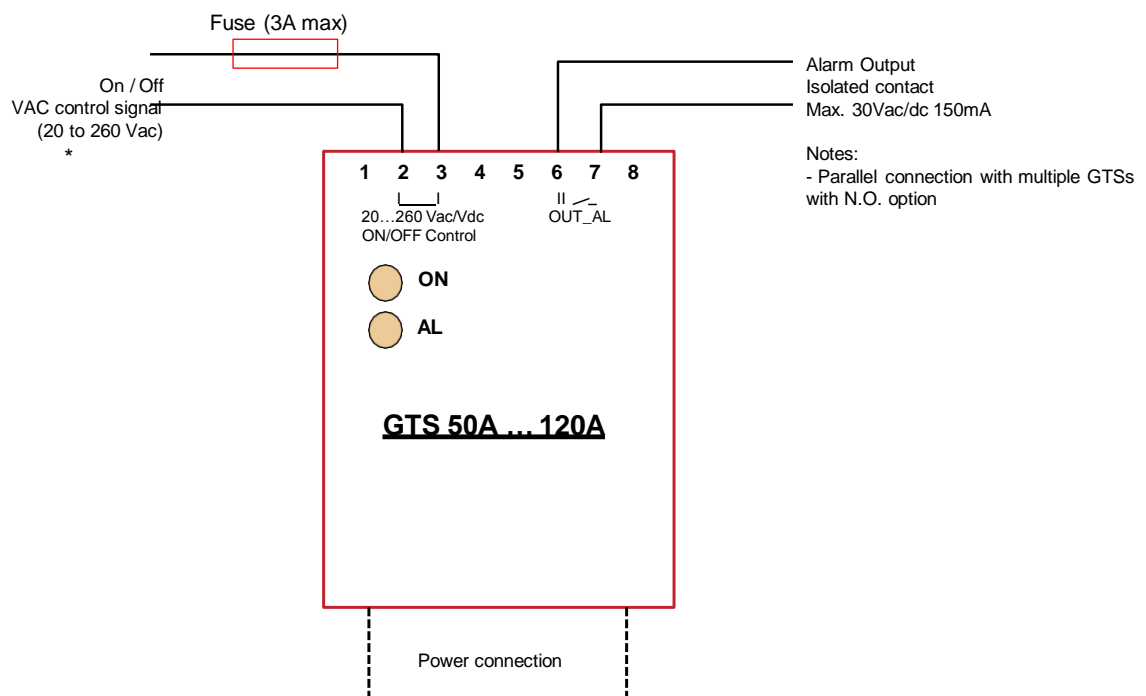 Fuse (3A max)
On / Off
VAC control signal
(20 to 260 Vac)
*
Alarm Output
Isolated contact
Max. 30Vac/dc 150mA
Notes:
- Parallel connection with multiple GTSs
with N.O. option
1 2 3 4 5 6 7 8
20…260 Vac/Vdc
ON/OFF Control
OUT_AL
ON
AL
GTS 50A … 120A
Power connection